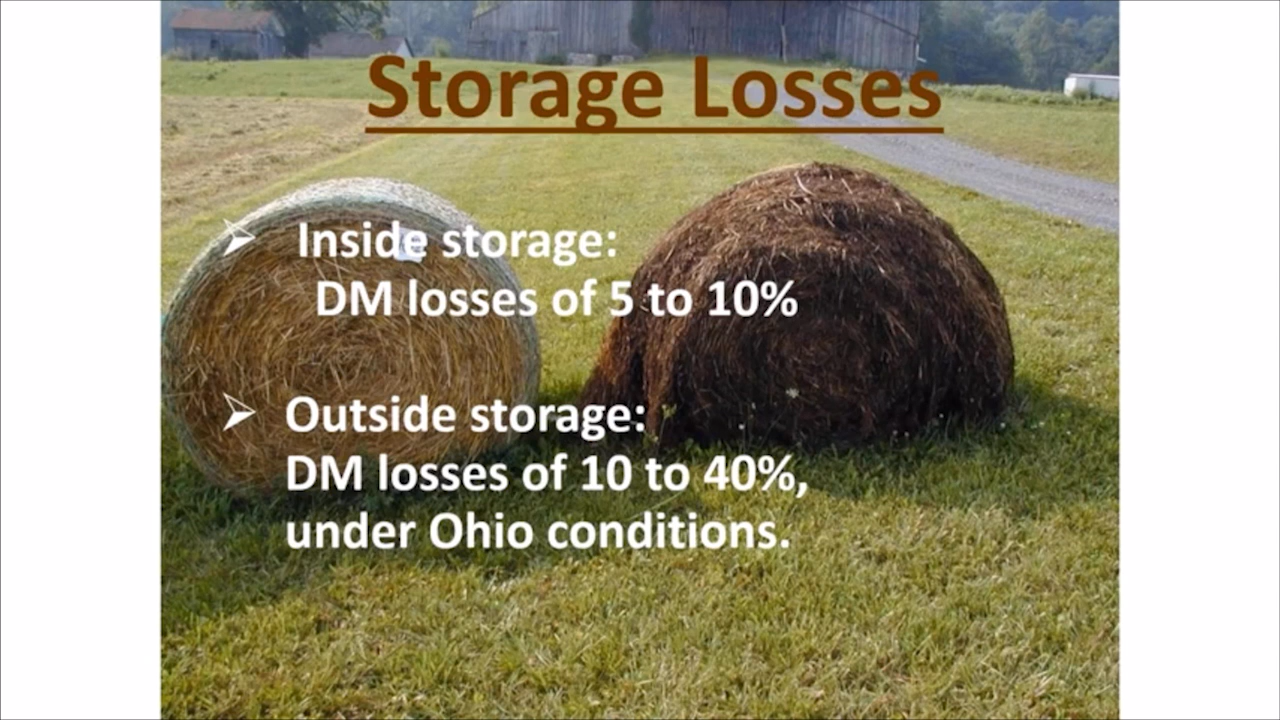 Storage Losses
Inside storage:
DM losses of 5 to 10%
Outside storage:
DM losses of 10 to 40%,
under Ohio conditions.